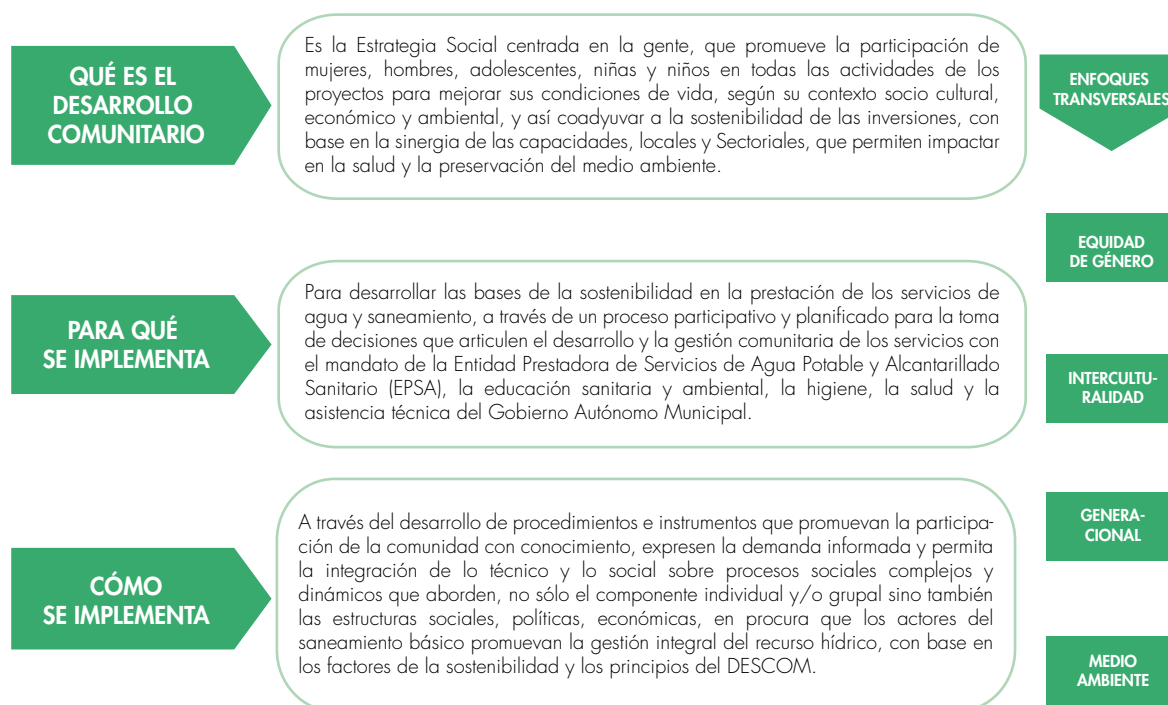 QUÉ ES EL
DESARROLLO
COMUNITARIO
Es la Estrategia Social centrada en la gente, que promueve la participación de
mujeres, hombres, adolescentes, niñas y niños en todas las actividades de los
proyectos para mejorar sus condiciones de vida, según su contexto socio cultural,
económico y ambiental, y así coadyuvar a la sostenibilidad de las inversiones, con
base en la sinergia de las capacidades, locales y Sectoriales, que permiten impactar
en la salud y la preservación del medio ambiente.
PARA QUÉ
SE IMPLEMENTA
Para desarrollar las bases de la sostenibilidad en la prestación de los servicios de
agua y saneamiento, a través de un proceso participativo y planificado para la toma
de decisiones que articulen el desarrollo y la gestión comunitaria de los servicios con
el mandato de la Entidad Prestadora de Servicios de Agua Potable y Alcantarillado
Sanitario (EPSA), la educación sanitaria y ambiental, la higiene, la salud y la
asistencia técnica del Gobierno Autónomo Municipal.
CÓMO
SE IMPLEMENTA
A través del desarrollo de procedimientos e instrumentos que promuevan la participa-
ción de la comunidad con conocimiento, expresen la demanda informada y permita
la integración de lo técnico y lo social sobre procesos sociales complejos y
dinámicos que aborden, no sólo el componente individual y/o grupal sino también
las estructuras sociales, políticas, económicas, en procura que los actores del
saneamiento básico promuevan la gestión integral del recurso hídrico, con base en
los factores de la sostenibilidad y los principios del DESCOM.
ENFOQUES
TRANSVERSALES
EQUIDAD
DE GÉNERO
INTERCULTU-
RALIDAD
GENERA-
CIONAL
MEDIO
AMBIENTE